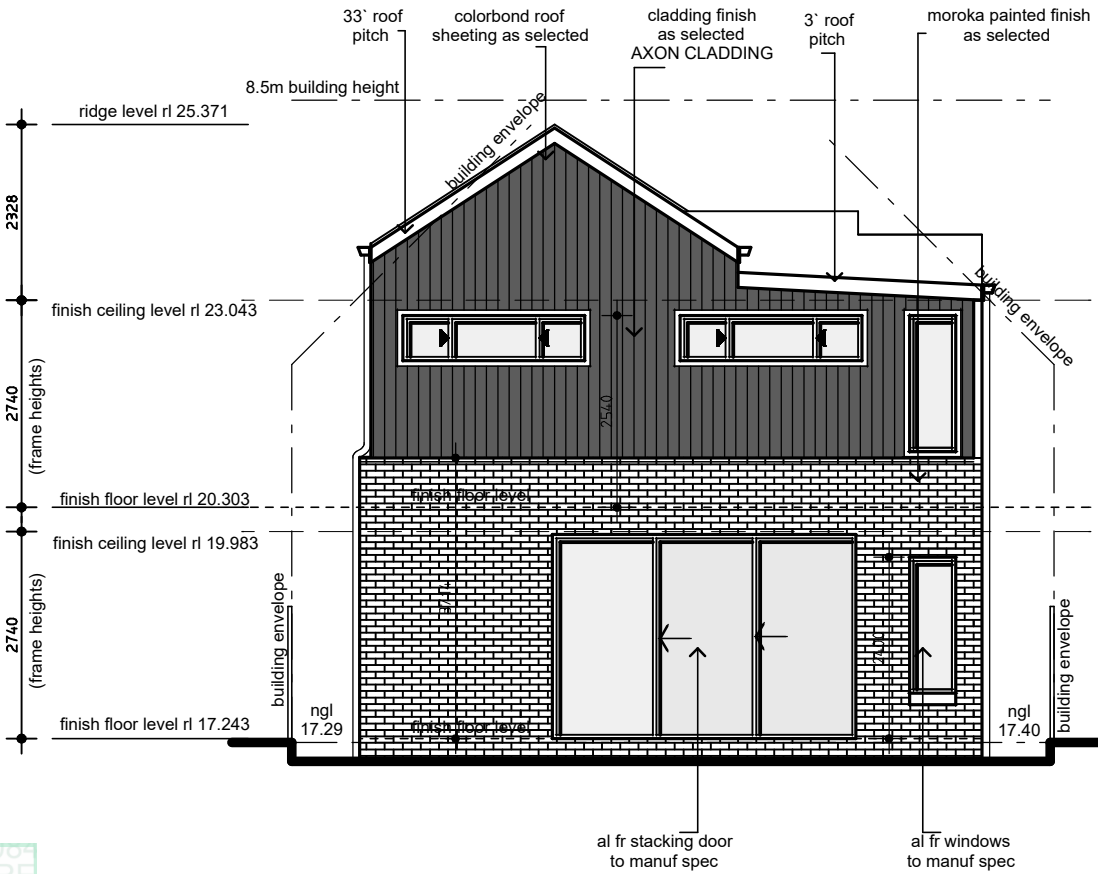 33` roof
pitch
colorbond roof
sheeting as selected
cladding finish
as selected
AXON CLADDING
3` roof
pitch
moroka painted finish
as selected
8.5m building height
ridge level rl 25.371
building envelope
2328
finish ceiling level rl 23.043
building envelope
2740
(frame heights)
2540
finish floor level rl 20.303
finish floor level
finish ceiling level rl 19.983
2740
(frame heights)
building envelope
2400
building envelope
finish floor level rl 17.243
ngl
17.29
finish floor level
ngl
17.40
al fr stacking door
to manuf spec
al fr windows
to manuf spec